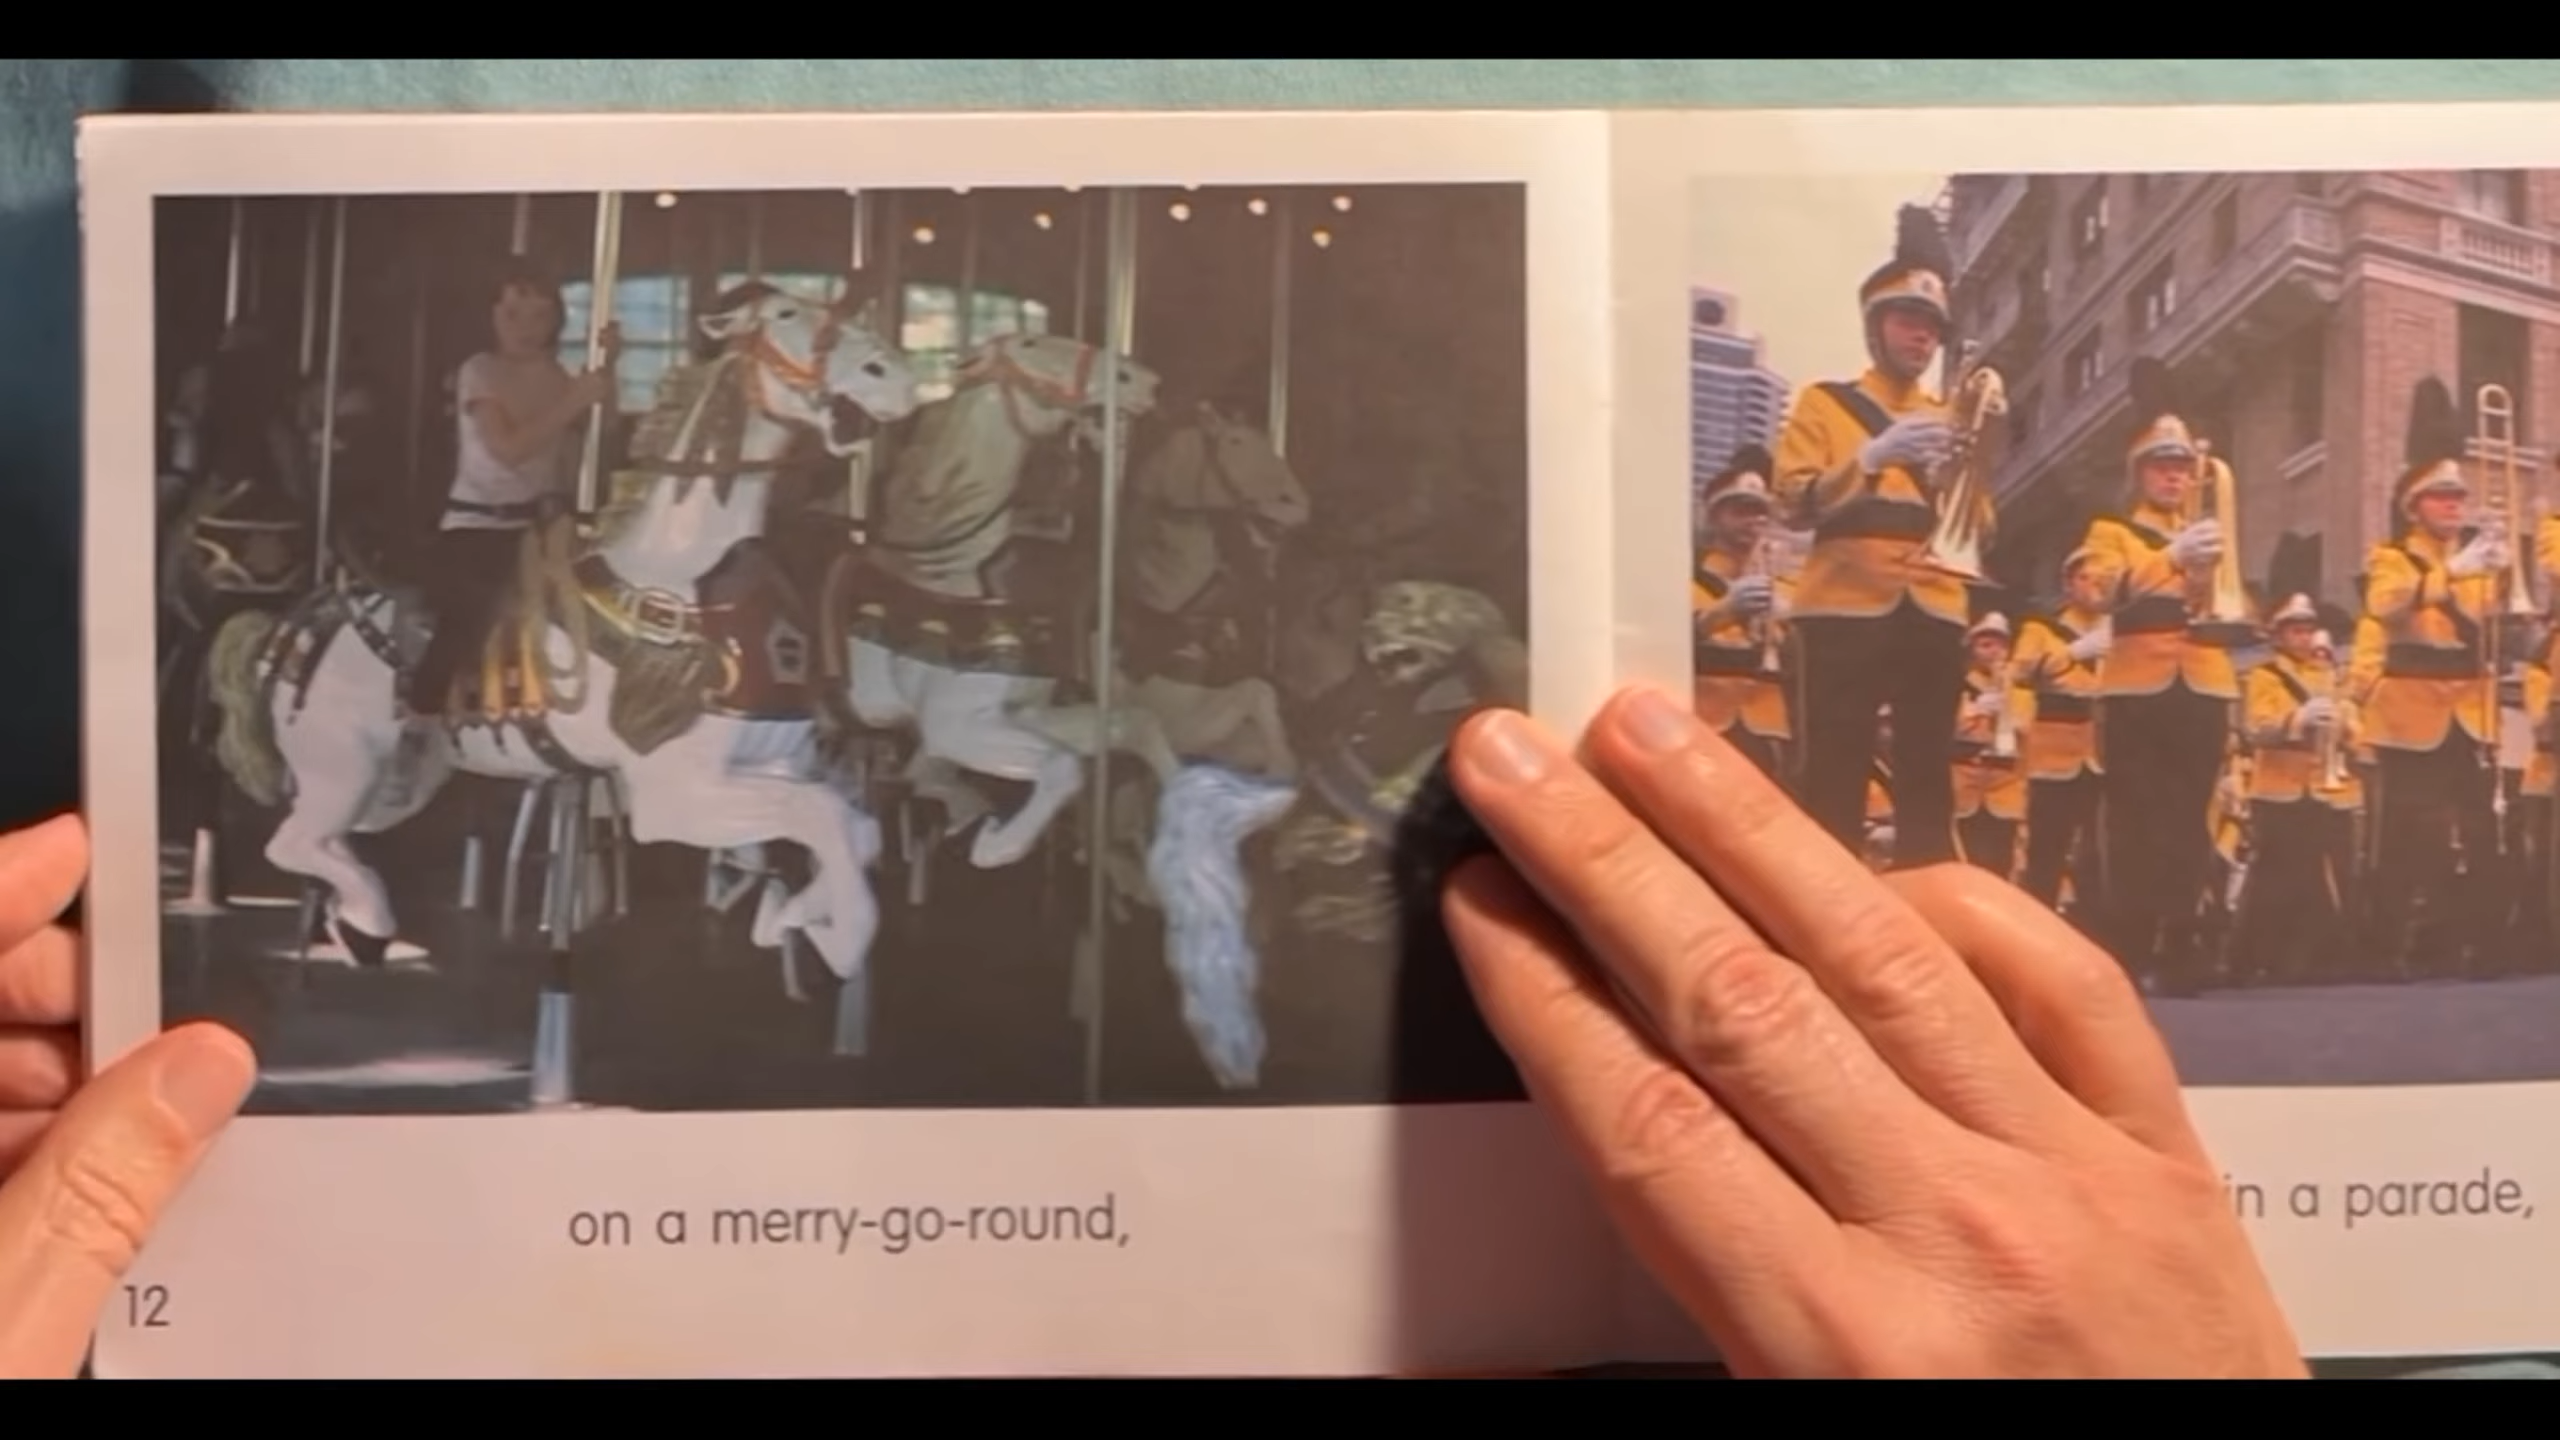 on a merry-go-round,
12
in a parade,